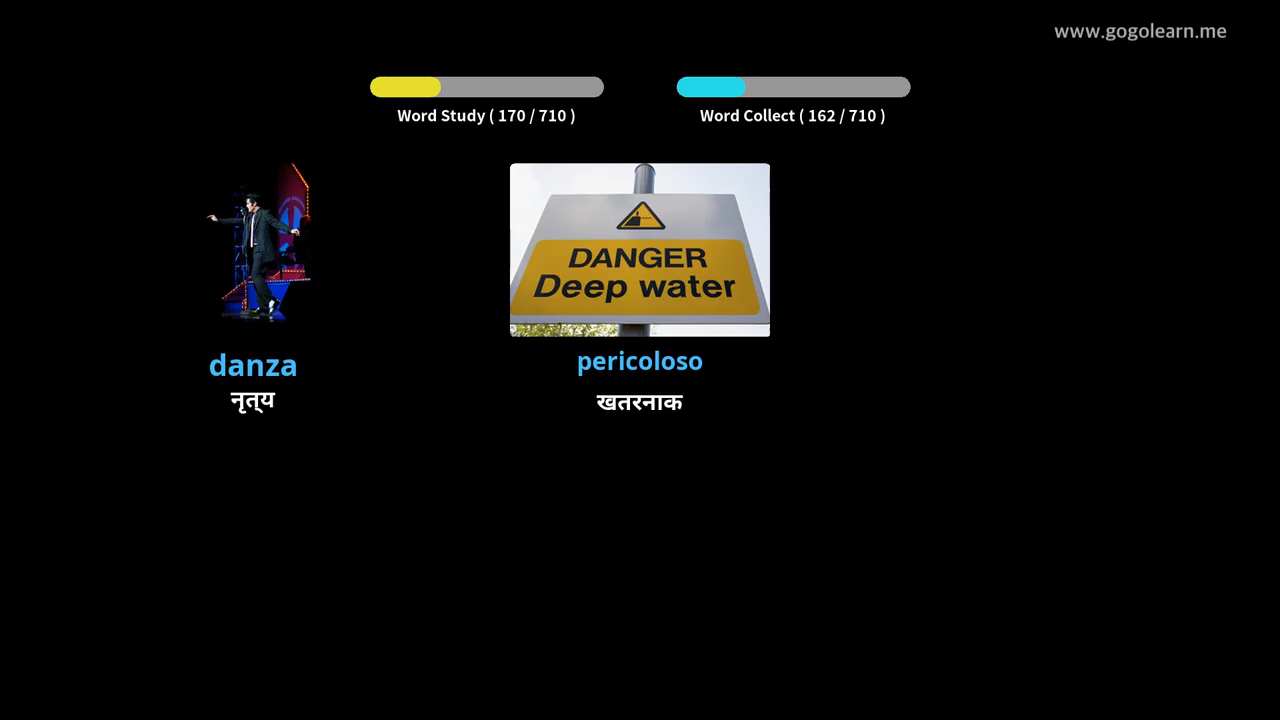 www.gogolearn.me
Word Study ( 170 / 710 )
Word Collect ( 162 / 710 )
DANGER
Deep water
danza
नृत्य
pericoloso
खतरनाक